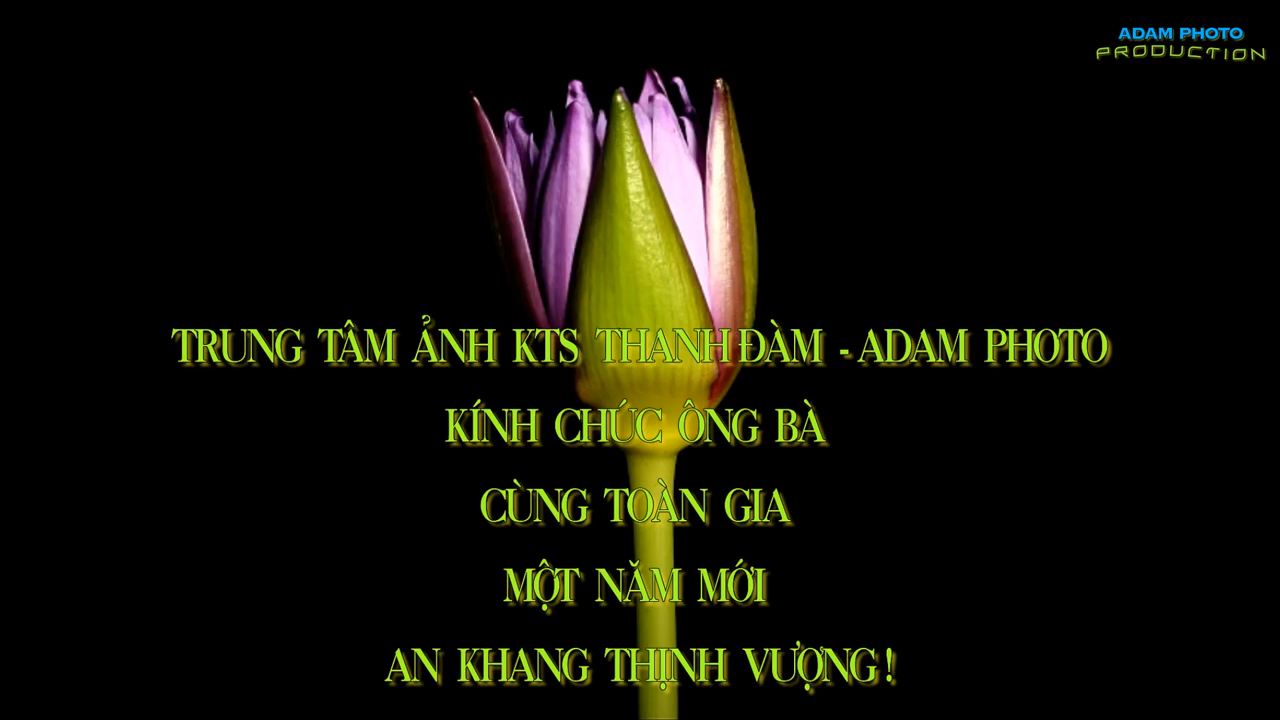 ADAM PHOTO
PRODUCTION
TRUNG TÂM ẢNH KTS THANH ĐÀM - ADAM PHOTO
KÍNH CHÚC ÔNG BÀ
CÙNG TOÀN GIA
MỘT NĂM MỚI
AN KHANG THỊNH VƯỢNG!